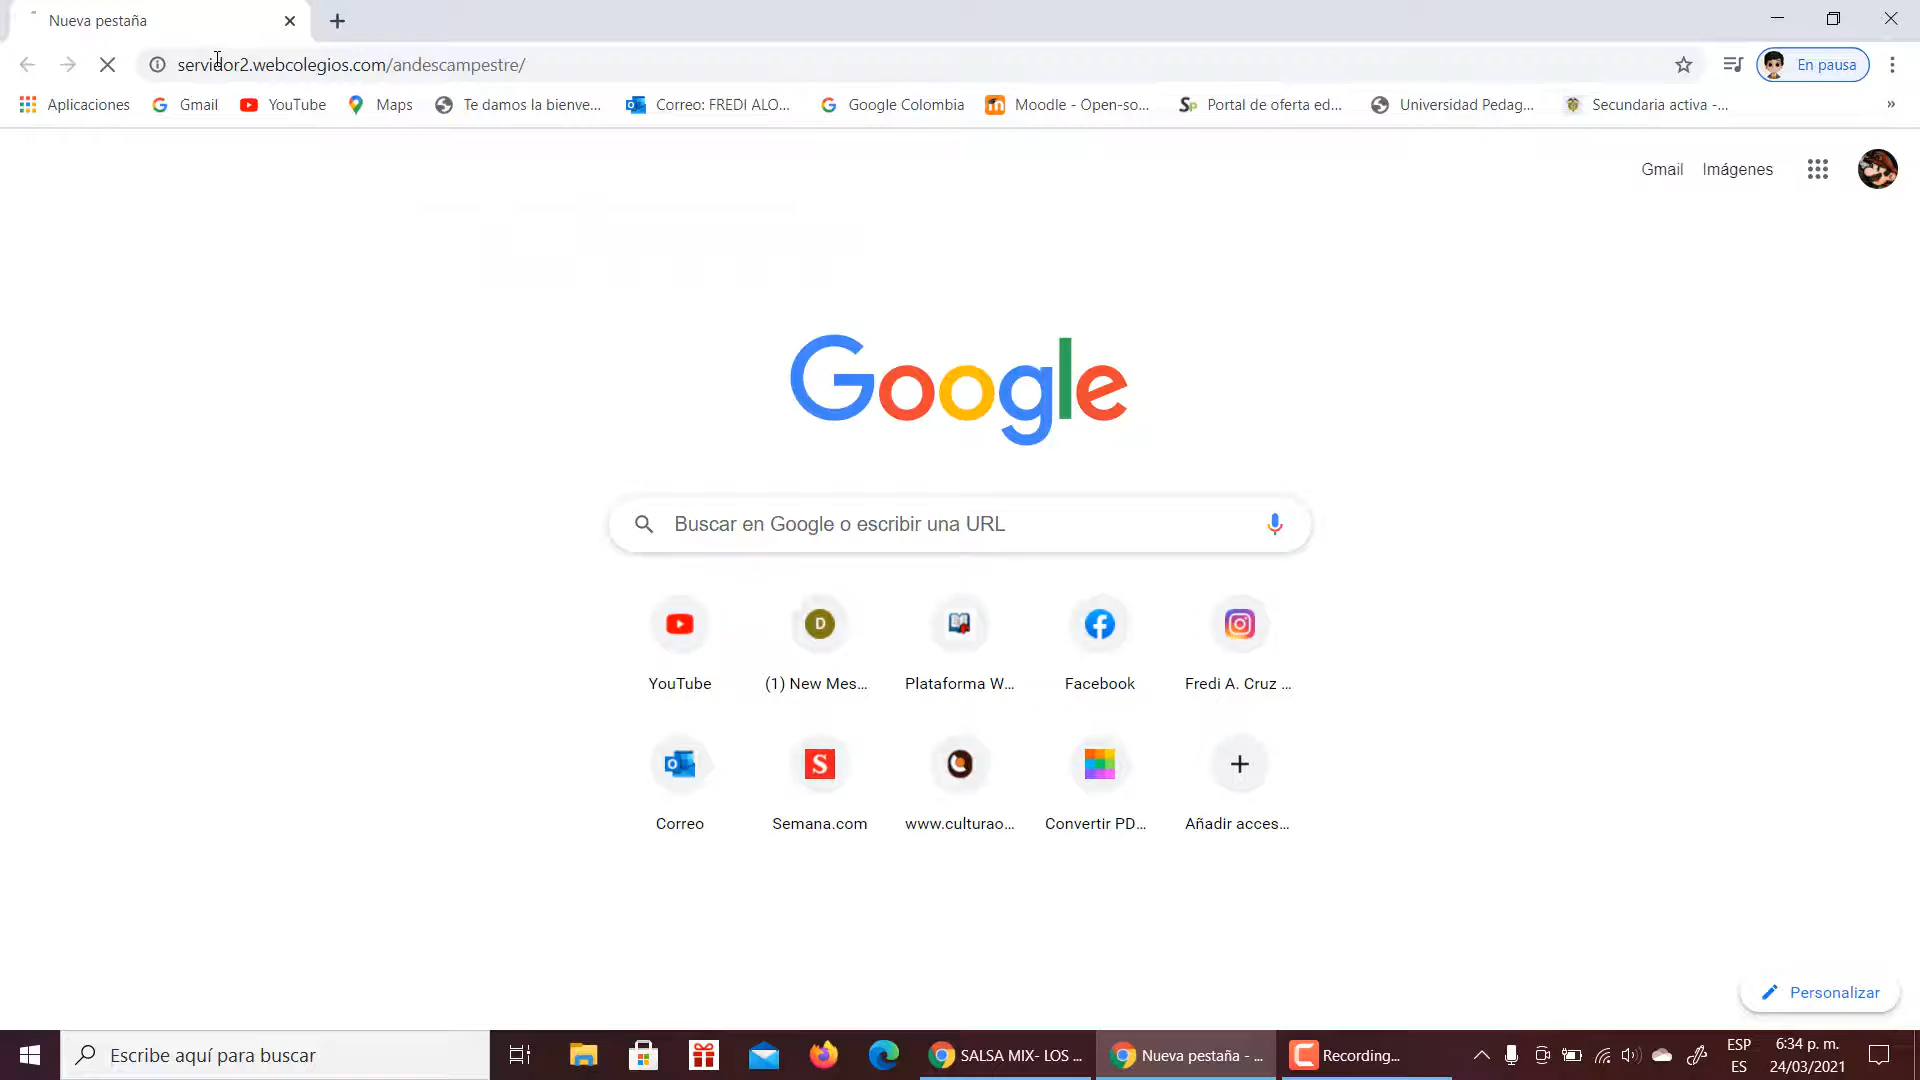 Nueva pestaña
servidor2.webcolegios.com/andescampestre/
En pausa
Aplicaciones
Gmail
YouTube
Maps
Te damos la bienve...
Correo: FREDI ALO...
Google Colombia
Moodle - Open-so...
Portal de oferta ed...
Universidad Pedag...
Secundaria activa -...
»
Gmail
Imágenes
Google
Buscar en Google o escribir una URL
D
YouTube
(1) New Mes...
Plataforma W...
Facebook
Fredi A. Cruz ...
S
Correo
Semana.com
www.culturao...
Convertir PD...
Añadir acces...
Personalizar
Escribe aquí para buscar
SALSA MIX- LOS ...
Nueva pestaña - ...
Recording...
ESP
ES
6:34 p. m.
24/03/2021